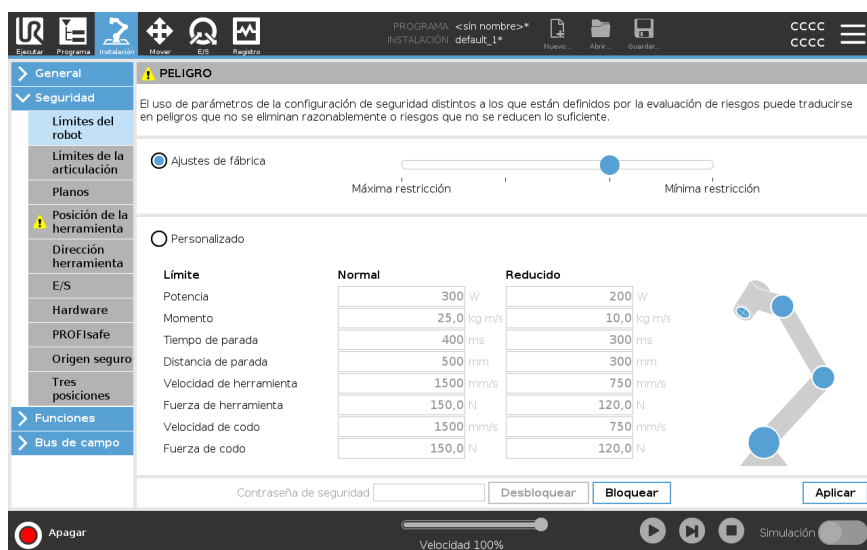 UR
Ejecutar
Programa
Instalación
Mover
E/S
Registro
PROGRAMA <sin nombre>*
INSTALACIÓN default_1*
Nuevo...
Abrir...
Guardar...
CCCC
CCCC
General
Seguridad
Límites del
robot
Límites de la
articulación
Planos
Posición de la
herramienta
Dirección
herramienta
E/S
Hardware
PROFIsafe
Origen seguro
Tres
posiciones
Funciones
Bus de campo
PELIGRO
El uso de parámetros de la configuración de seguridad distintos a los que están definidos por la evaluación de riesgos puede traducirse
en peligros que no se eliminan razonablemente o riesgos que no se reducen lo suficiente.
Ajustes de fábrica
Máxima restricción Mínima restricción
Personalizado
Límite Normal Reducido
Potencia 300 W 200 W
Momento 25,0 kg m/s 10,0 kg m/s
Tiempo de parada 400 ms 300 ms
Distancia de parada 500 mm 300 mm
Velocidad de herramienta 1500 mm/s 750 mm/s
Fuerza de herramienta 150,0 N 120,0 N
Velocidad de codo 1500 mm/s 750 mm/s
Fuerza de codo 150,0 N 120,0 N
Contraseña de seguridad Desbloquear Bloquear Aplicar
Apagar
Velocidad 100%
Simulación